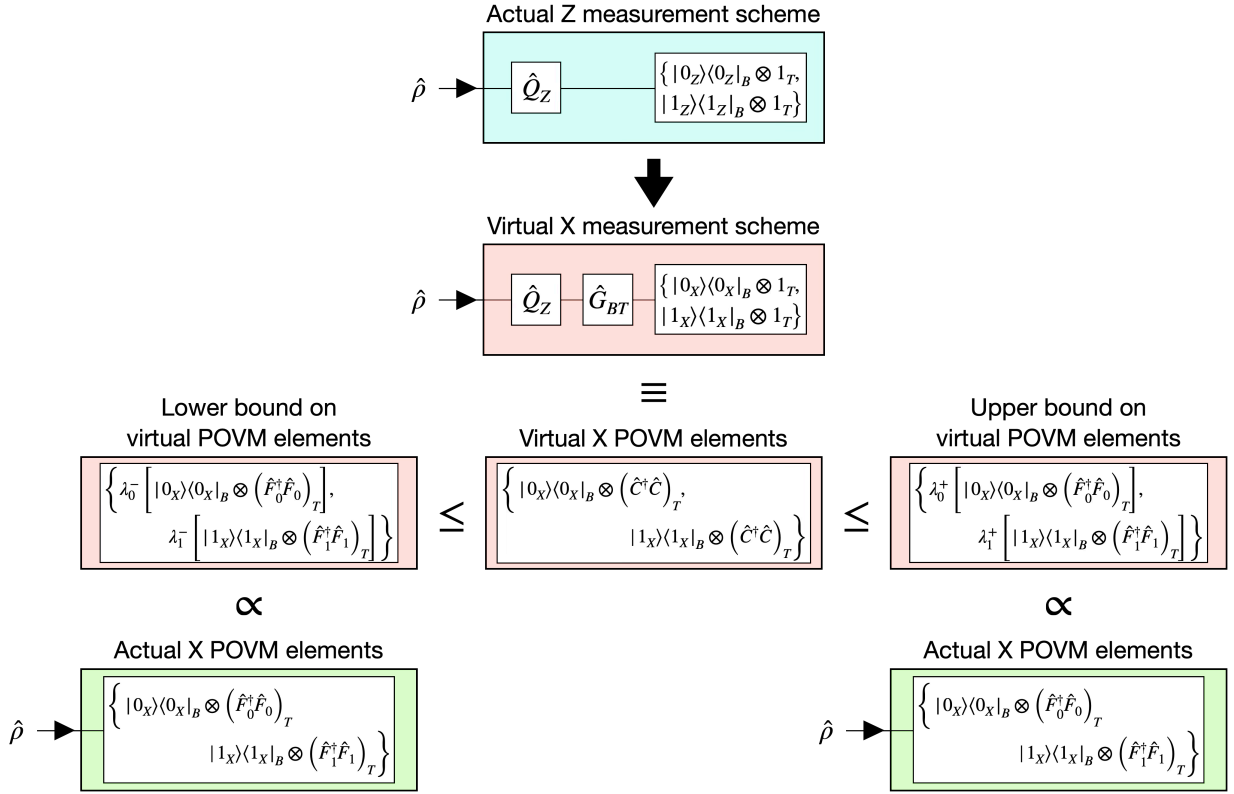 Actual Z measurement scheme
ρ̂
Q̂_Z
{|0_Z⟩⟨0_Z|_B ⊗ 1_T,
|1_Z⟩⟨1_Z|_B ⊗ 1_T}
Virtual X measurement scheme
ρ̂
Q̂_Z
Ĝ_BT
{|0_X⟩⟨0_X|_B ⊗ 1_T,
|1_X⟩⟨1_X|_B ⊗ 1_T}
≡
Lower bound on
virtual POVM elements
{λ_0^- [|0_X⟩⟨0_X|_B ⊗ (F̂_0^† F̂_0)_T],
λ_1^- [|1_X⟩⟨1_X|_B ⊗ (F̂_1^† F̂_1)_T]}
≤
Virtual X POVM elements
{|0_X⟩⟨0_X|_B ⊗ (Ĉ^† Ĉ)_T,
|1_X⟩⟨1_X|_B ⊗ (Ĉ^† Ĉ)_T}
≤
Upper bound on
virtual POVM elements
{λ_0^+ [|0_X⟩⟨0_X|_B ⊗ (F̂_0^† F̂_0)_T],
λ_1^+ [|1_X⟩⟨1_X|_B ⊗ (F̂_1^† F̂_1)_T]}
∝
Actual X POVM elements
ρ̂
{|0_X⟩⟨0_X|_B ⊗ (F̂_0^† F̂_0)_T
|1_X⟩⟨1_X|_B ⊗ (F̂_1^† F̂_1)_T}
∝
Actual X POVM elements
ρ̂
{|0_X⟩⟨0_X|_B ⊗ (F̂_0^† F̂_0)_T
|1_X⟩⟨1_X|_B ⊗ (F̂_1^† F̂_1)_T}